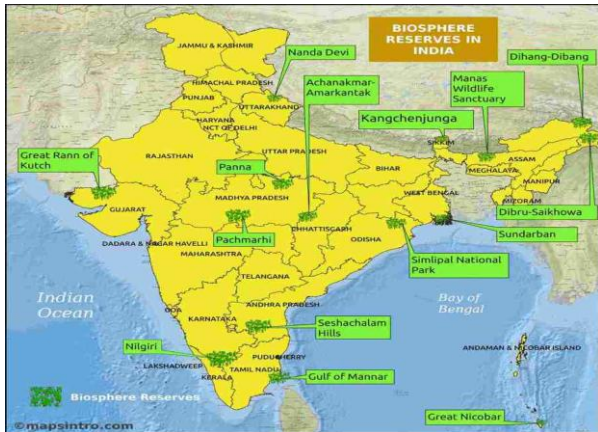 BIOSPHERE
RESERVES IN
INDIA
JAMMU & KASHMIR
Nanda Devi
Dihang-Dibang
HIMACHAL PRADESH
Achanakmar-
Amarkantak
Manas
Wildlife
Sanctuary
PUNJAB
UTTARAKHAND
HARYANA
NCT OF DELHI
Kangchenjunga
SIKKIM
Great Rann of
Kutch
RAJASTHAN
UTTAR PRADESH
ASSAM
Panna
BIHAR
MEGHALAYA
MANIPUR
GUJARAT
MADHYA PRADESH
WEST BENGAL
MIZORAM
Dibru-Saikhowa
Pachmarhi
CHHATTISGARH
Sundarban
DADARA & NAGAR HAVELLI
ODISHA
MAHARASHTRA
Simlipal National
Park
TELANGANA
Indian
Ocean
Bay of
Bengal
GOA
ANDHRA PRADESH
KARNATAKA
Seshachalam
Hills
ANDAMAN & NICOBAR ISLAND
Nilgiri
PUDUCHERRY
LAKSHADWEEP
TAMIL NADU
KERALA
Gulf of Mannar
Biosphere Reserves
Great Nicobar
©mapsintro.com